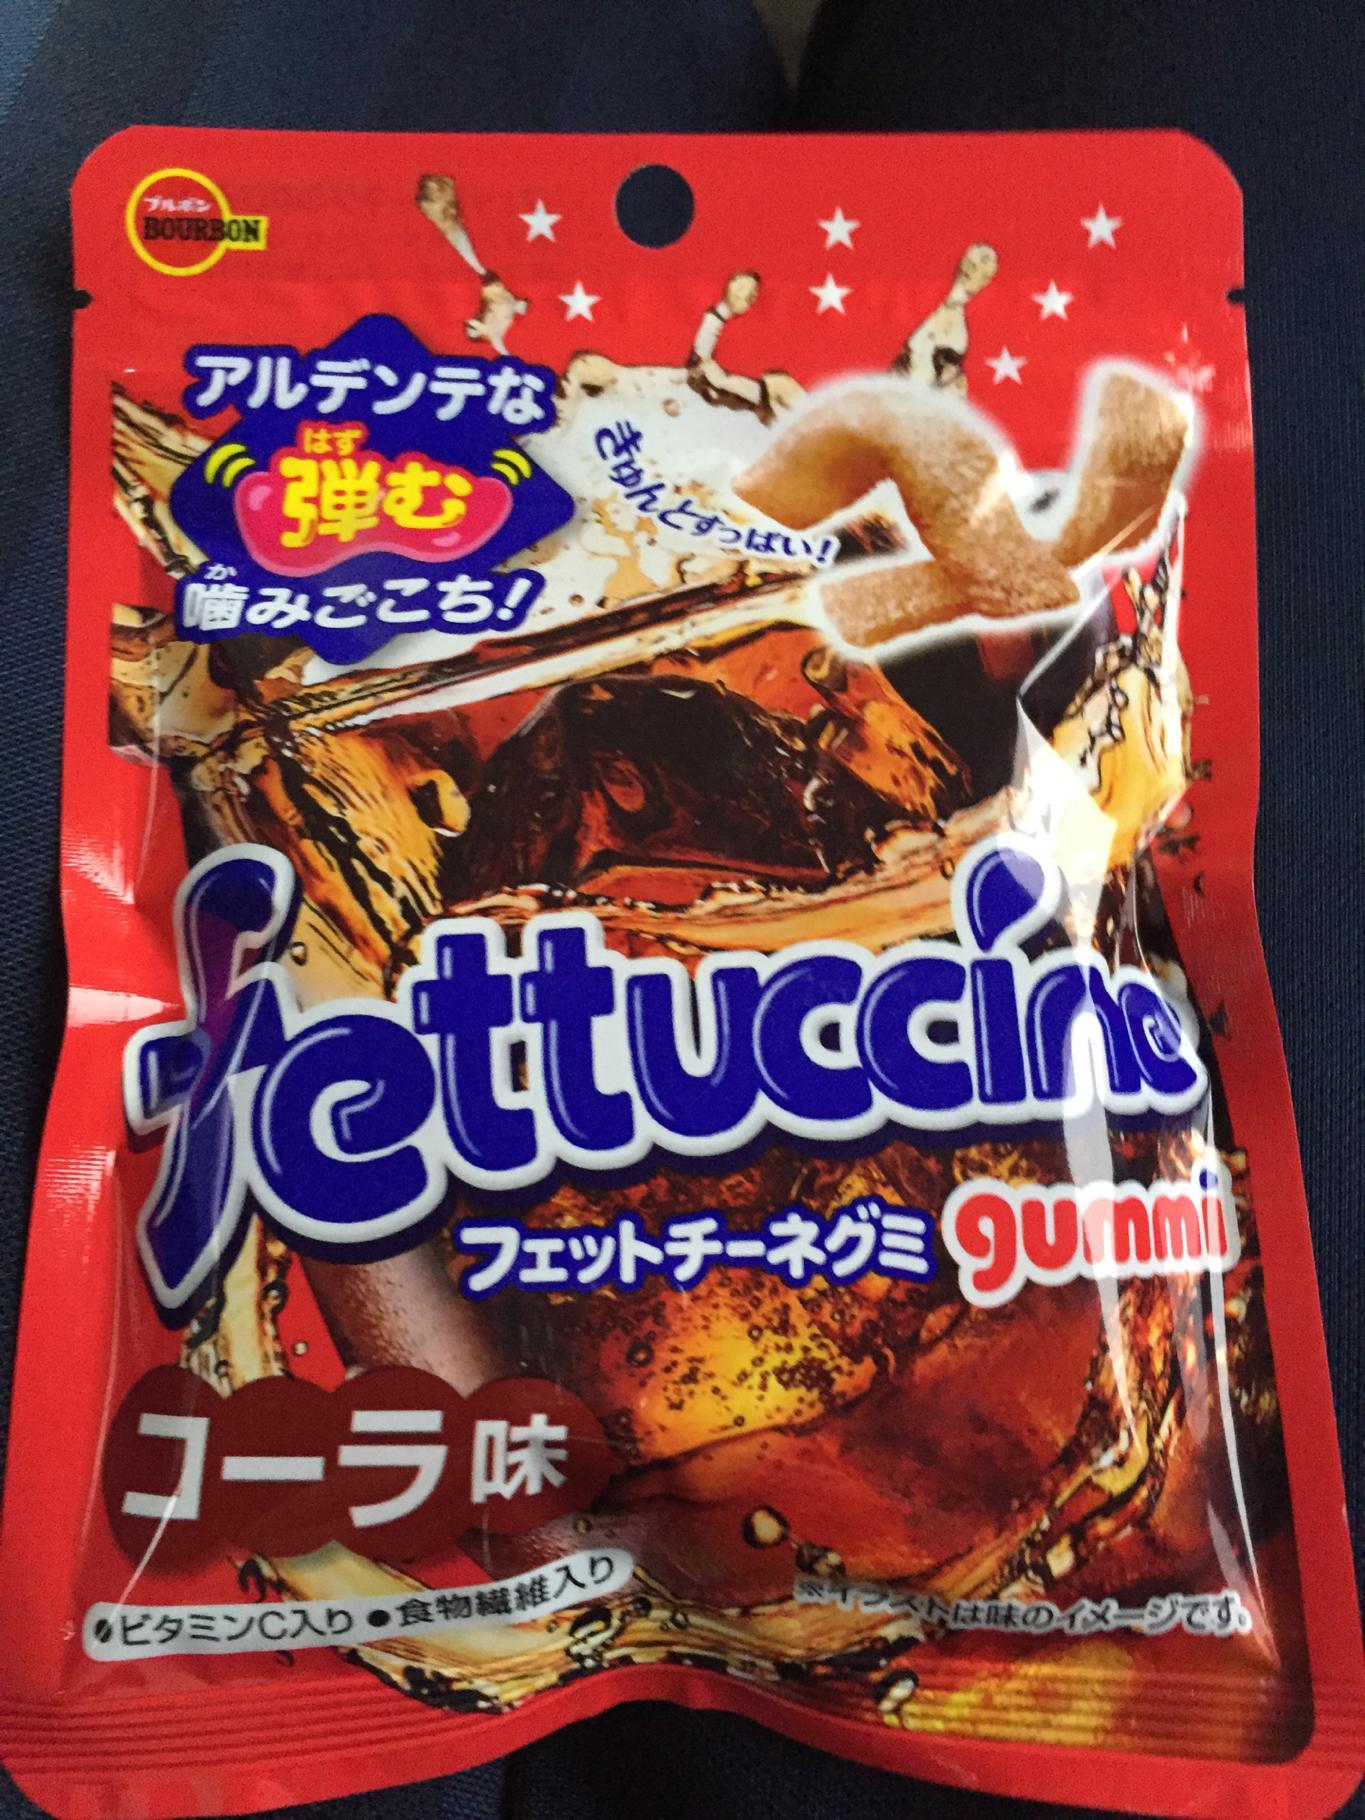 ブルボン
BOURBON
アルデンテな
はず
弾む
か
噛みごこち!
きゅんとすっぱい!
fettuccine
フェットチーネグミ gummi
コーラ味
●ビタミンC入り●食物繊維入り
※イラストは味のイメージです。